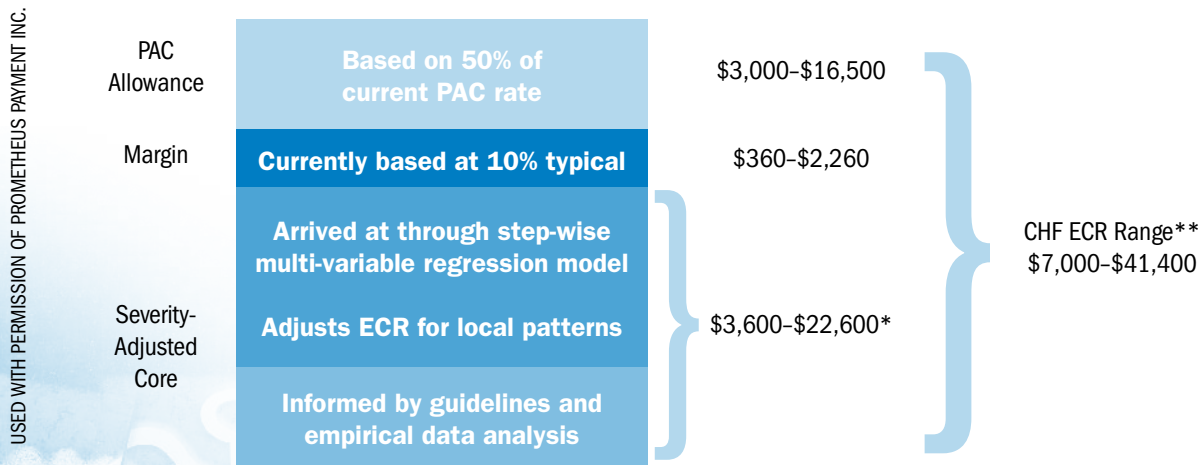 USED WITH PERMISSION OF PROMETHEUS PAYMENT INC.
PAC
Allowance
Based on 50% of
current PAC rate
$3,000–$16,500
Margin
Currently based at 10% typical
$360–$2,260
Severity-
Adjusted
Core
Arrived at through step-wise
multi-variable regression model
Adjusts ECR for local patterns
Informed by guidelines and
empirical data analysis
$3,600–$22,600*
CHF ECR Range**
$7,000–$41,400